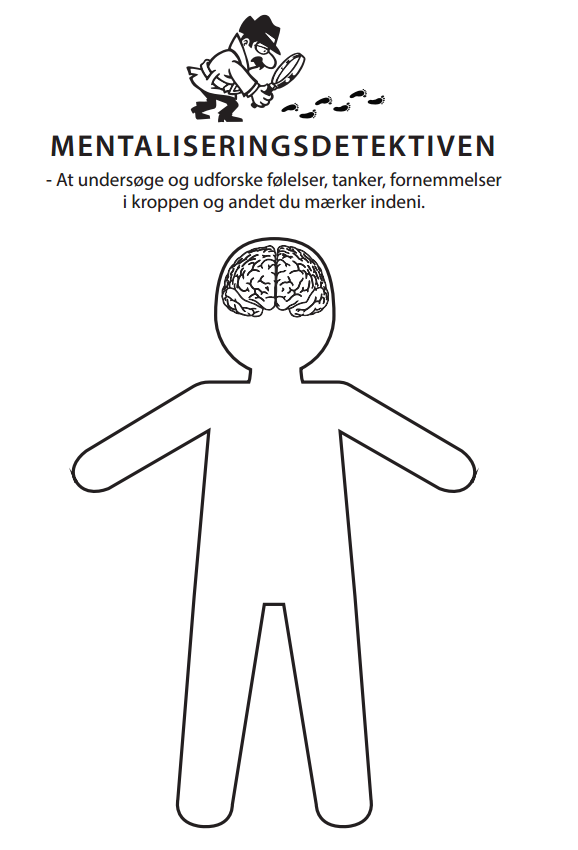 MENTALISERINGSDETEKTIVEN
- At undersøge og udforske følelser, tanker, fornemmelser
i kroppen og andet du mærker indeni.